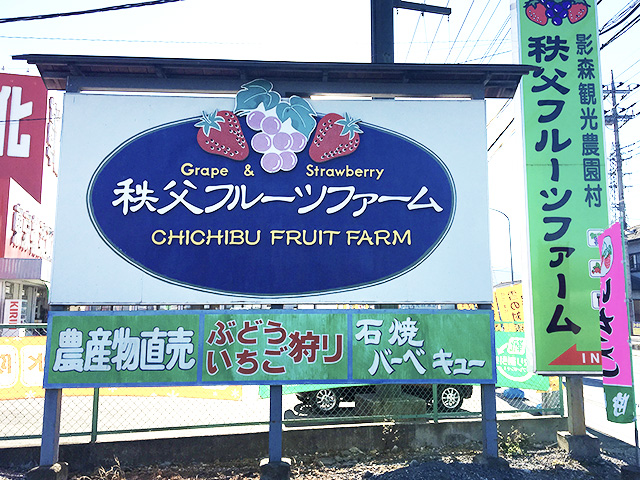 Grape & Strawberry
秩父フルーツファーム
CHICHIBU FRUIT FARM
農産物直売
ぶどう
いちご狩り
石焼
バーベキュー
影森観光農園村
秩父フルーツファーム
IN
化